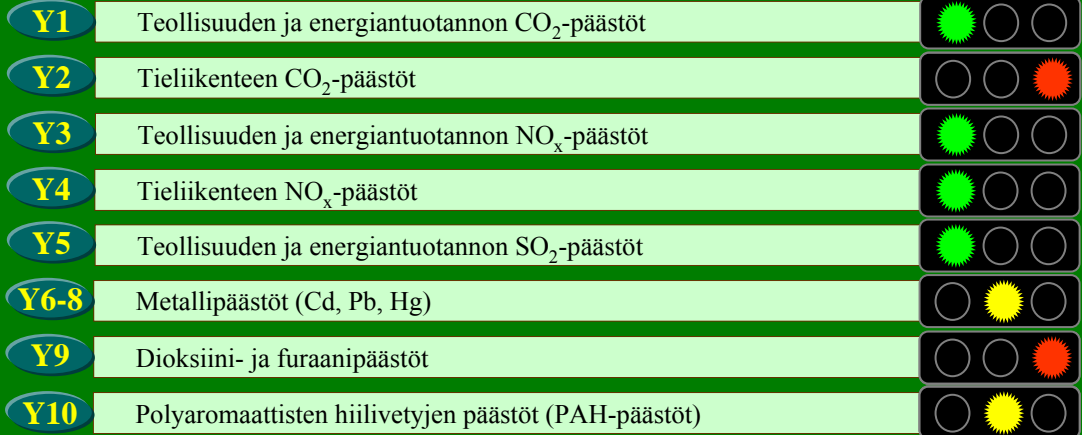 Y1 Teollisuuden ja energiantuotannon CO₂-päästöt
Y2 Tieliikenteen CO₂-päästöt
Y3 Teollisuuden ja energiantuotannon NOₓ-päästöt
Y4 Tieliikenteen NOₓ-päästöt
Y5 Teollisuuden ja energiantuotannon SO₂-päästöt
Y6-8 Metallipäästöt (Cd, Pb, Hg)
Y9 Dioksiini- ja furaanipäästöt
Y10 Polyaromaattisten hiilivetyjen päästöt (PAH-päästöt)